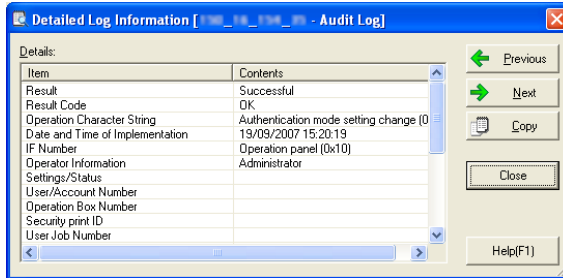 Detailed Log Information [ - Audit Log]
Details:
Item Contents
Result Successful
Result Code OK
Operation Character String Authentication mode setting change (0
Date and Time of Implementation 19/09/2007 15:20:19
IF Number Operation panel (0x10)
Operator Information Administrator
Settings/Status
User/Account Number
Operation Box Number
Security print ID
User Job Number
Previous
Next
Copy
Close
Help(F1)